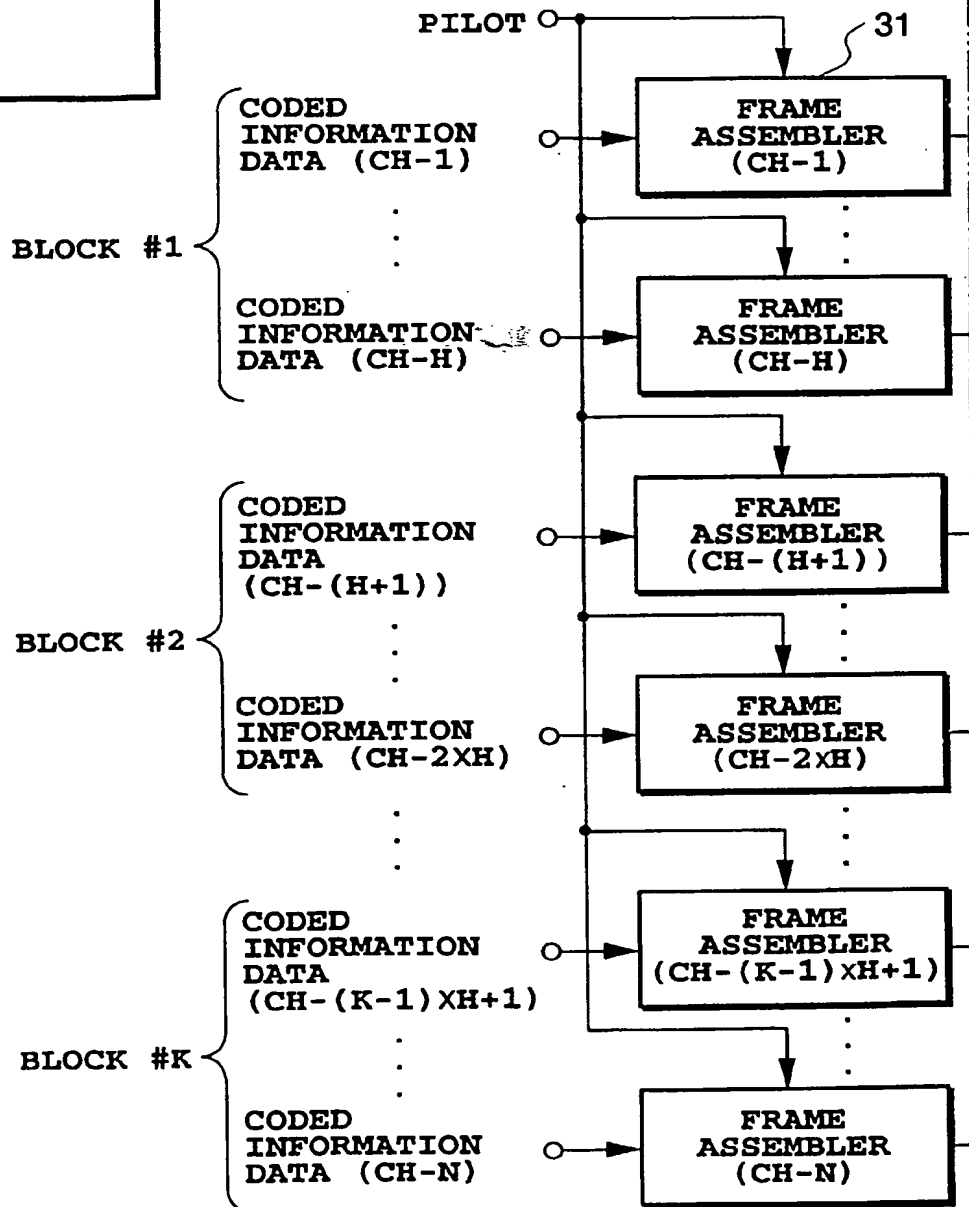 PILOT
31
BLOCK #1
CODED
INFORMATION
DATA (CH-1)
FRAME
ASSEMBLER
(CH-1)
CODED
INFORMATION
DATA (CH-H)
FRAME
ASSEMBLER
(CH-H)
BLOCK #2
CODED
INFORMATION
DATA
(CH-(H+1))
FRAME
ASSEMBLER
(CH-(H+1))
CODED
INFORMATION
DATA (CH-2XH)
FRAME
ASSEMBLER
(CH-2XH)
BLOCK #K
CODED
INFORMATION
DATA
(CH-(K-1)XH+1)
FRAME
ASSEMBLER
(CH-(K-1)XH+1)
CODED
INFORMATION
DATA (CH-N)
FRAME
ASSEMBLER
(CH-N)